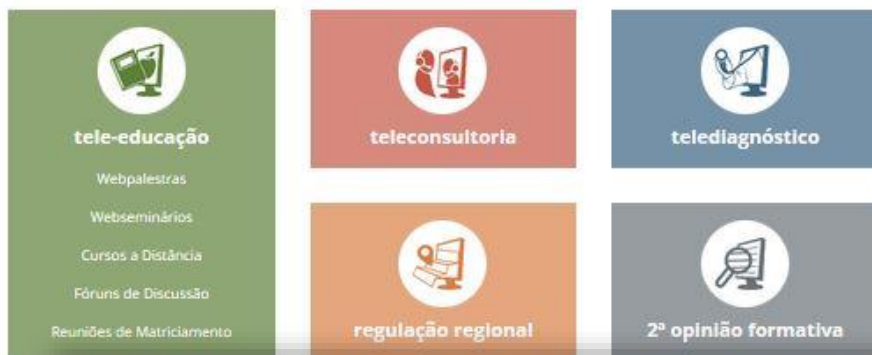 tele-educação
Webpalestras
Webseminários
Cursos a Distância
Fóruns de Discussão
Reuniões de Matriciamento
teleconsultoria
telediagnóstico
regulação regional
2ª opinião formativa